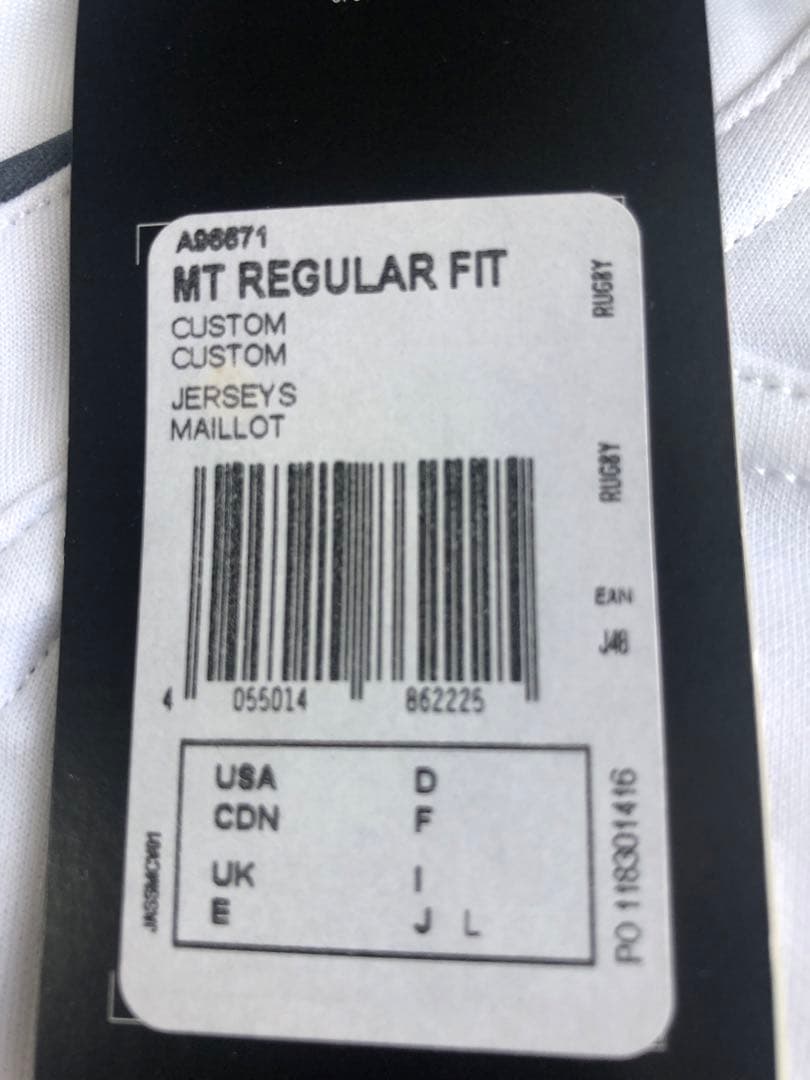 A96671
MT REGULAR FIT
CUSTOM
CUSTOM
JERSEYS
MAILLOT
RUGBY
RUGBY
EAN
J48
4 055014 862225
USA D
CDN F
UK I
E J L
PO 118301416